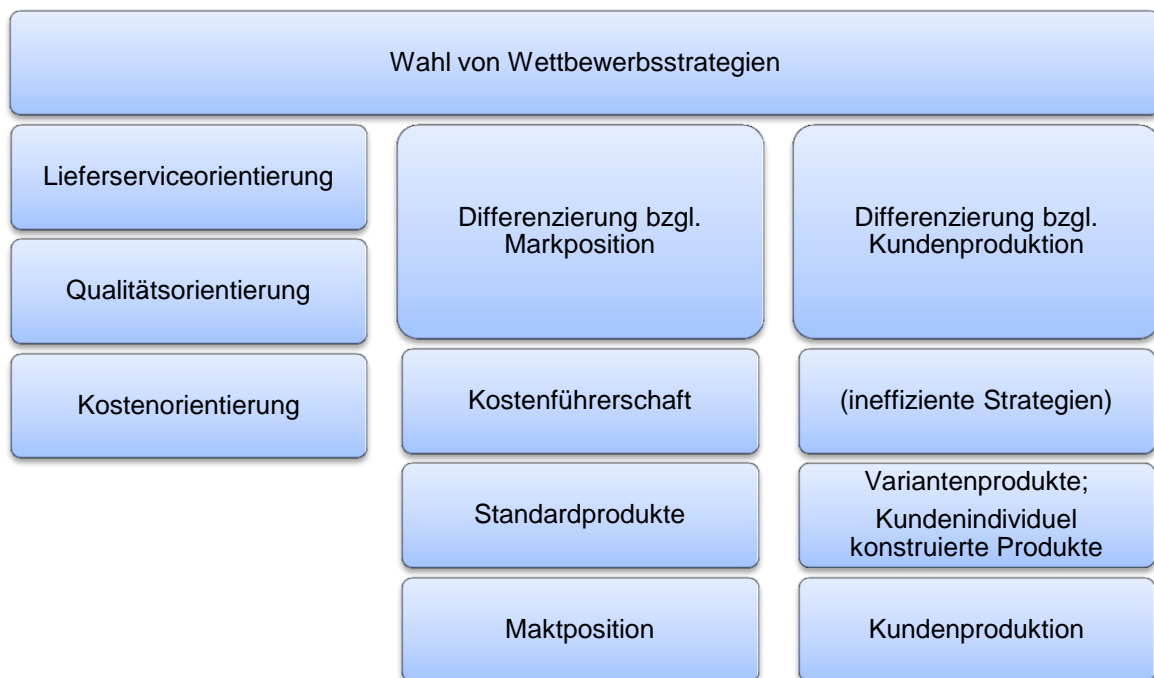 Wahl von Wettbewerbsstrategien
Lieferserviceorientierung
Qualitätsorientierung
Kostenorientierung
Differenzierung bzgl.
Markposition
Kostenführerschaft
Standardprodukte
Maktposition
Differenzierung bzgl.
Kundenproduktion
(ineffiziente Strategien)
Variantenprodukte;
Kundenindividuel
konstruierte Produkte
Kundenproduktion